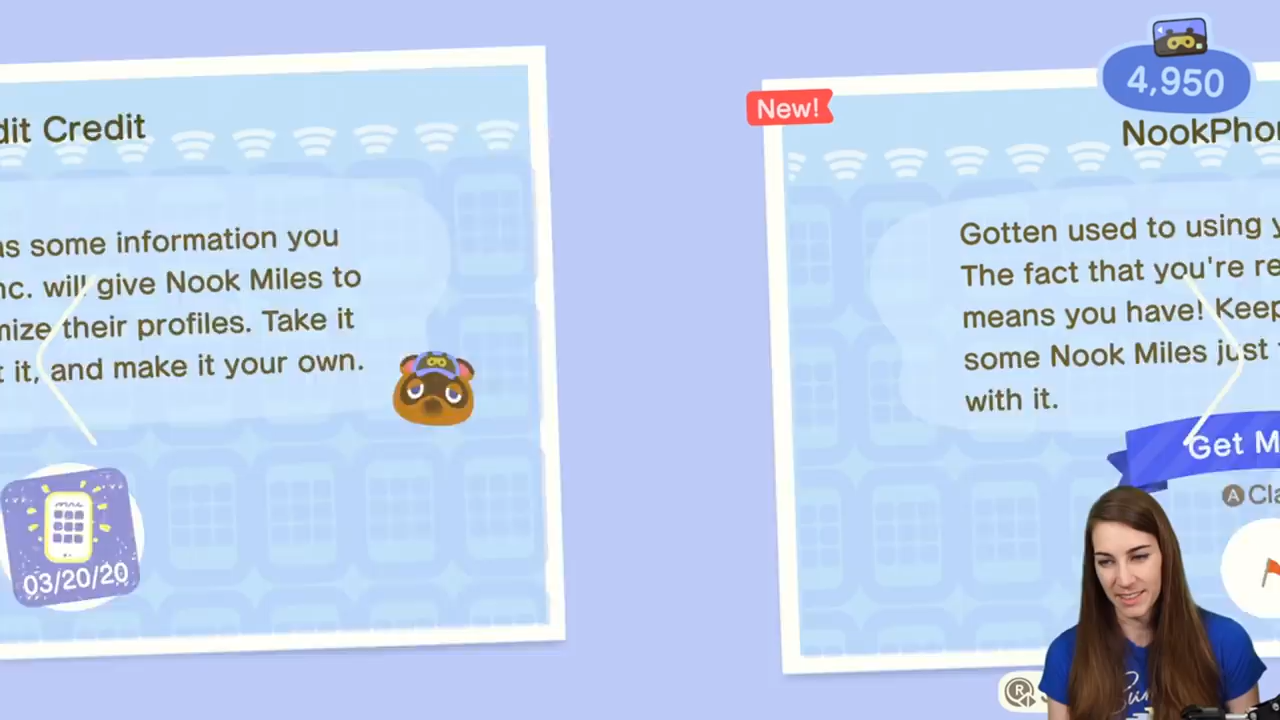 dit Credit
as some information you
nc. will give Nook Miles to
mize their profiles. Take it
t it, and make it your own.
03/20/20
New!
4,950
NookPhon
Gotten used to using y
The fact that you're re
means you have! Keep
some Nook Miles just
with it.
Get M
A Cla
R